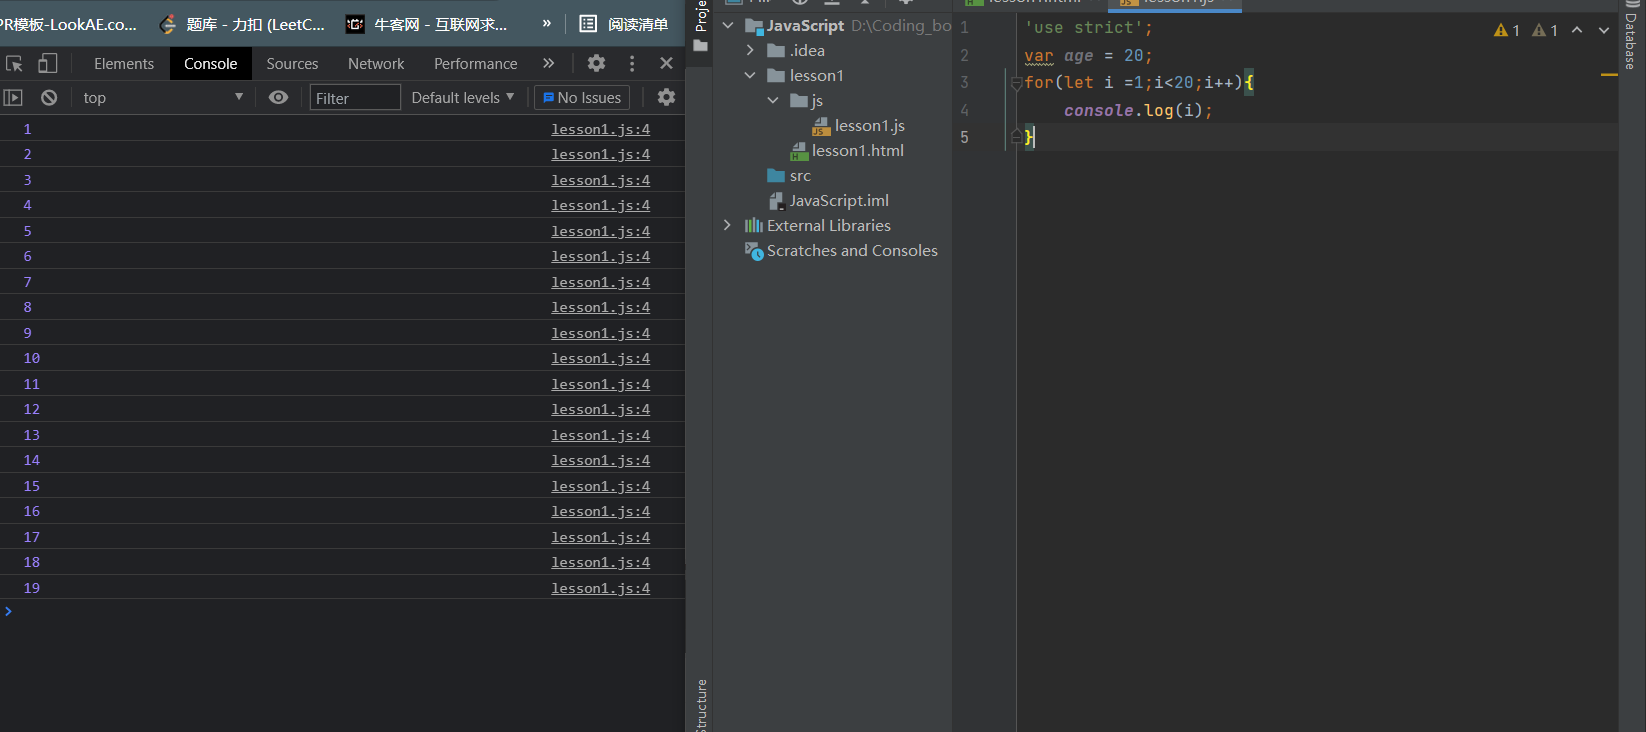 PR模板-LookAE.co...
题库 - 力扣 (LeetC...
牛客网 - 互联网求...
»
阅读清单
Elements
Console
Sources
Network
Performance
»
top
Filter
Default levels
No Issues
1 lesson1.js:4
2 lesson1.js:4
3 lesson1.js:4
4 lesson1.js:4
5 lesson1.js:4
6 lesson1.js:4
7 lesson1.js:4
8 lesson1.js:4
9 lesson1.js:4
10 lesson1.js:4
11 lesson1.js:4
12 lesson1.js:4
13 lesson1.js:4
14 lesson1.js:4
15 lesson1.js:4
16 lesson1.js:4
17 lesson1.js:4
18 lesson1.js:4
19 lesson1.js:4
>
Proje
Structure
JavaScript D:\Coding_bo
.idea
lesson1
js
lesson1.js
lesson1.html
src
JavaScript.iml
External Libraries
Scratches and Consoles
1 'use strict';
2 var age = 20;
3 for(let i =1;i<20;i++){
4 console.log(i);
5 }
1
1
Database